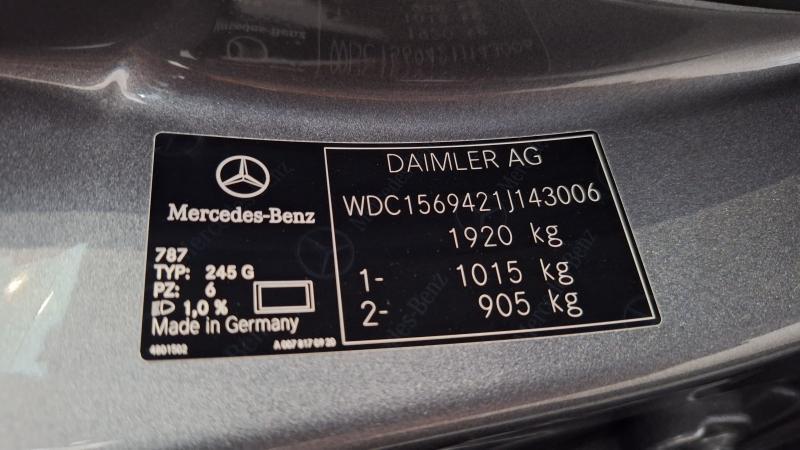 Mercedes-Benz
787
TYP: 245 G
PZ: 6
1,0 %
Made in Germany
4801502
DAIMLER AG
WDC1569421J143006
1920 kg
1- 1015 kg
2- 905 kg